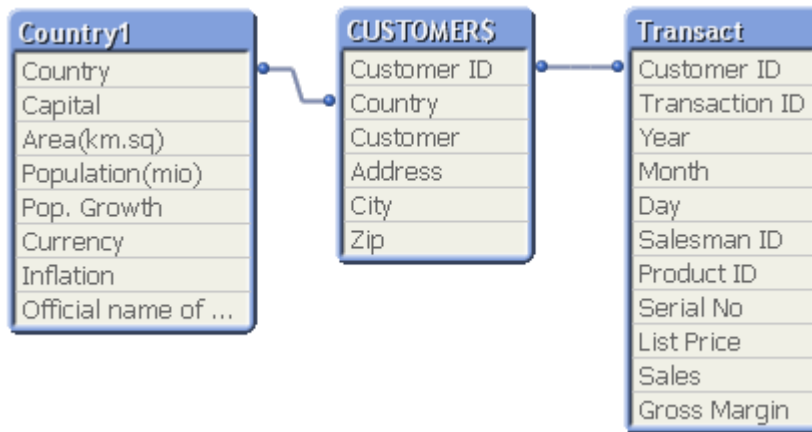 Country1
Country
Capital
Area(km.sq)
Population(mio)
Pop. Growth
Currency
Inflation
Official name of ...
CUSTOMER$
Customer ID
Country
Customer
Address
City
Zip
Transact
Customer ID
Transaction ID
Year
Month
Day
Salesman ID
Product ID
Serial No
List Price
Sales
Gross Margin